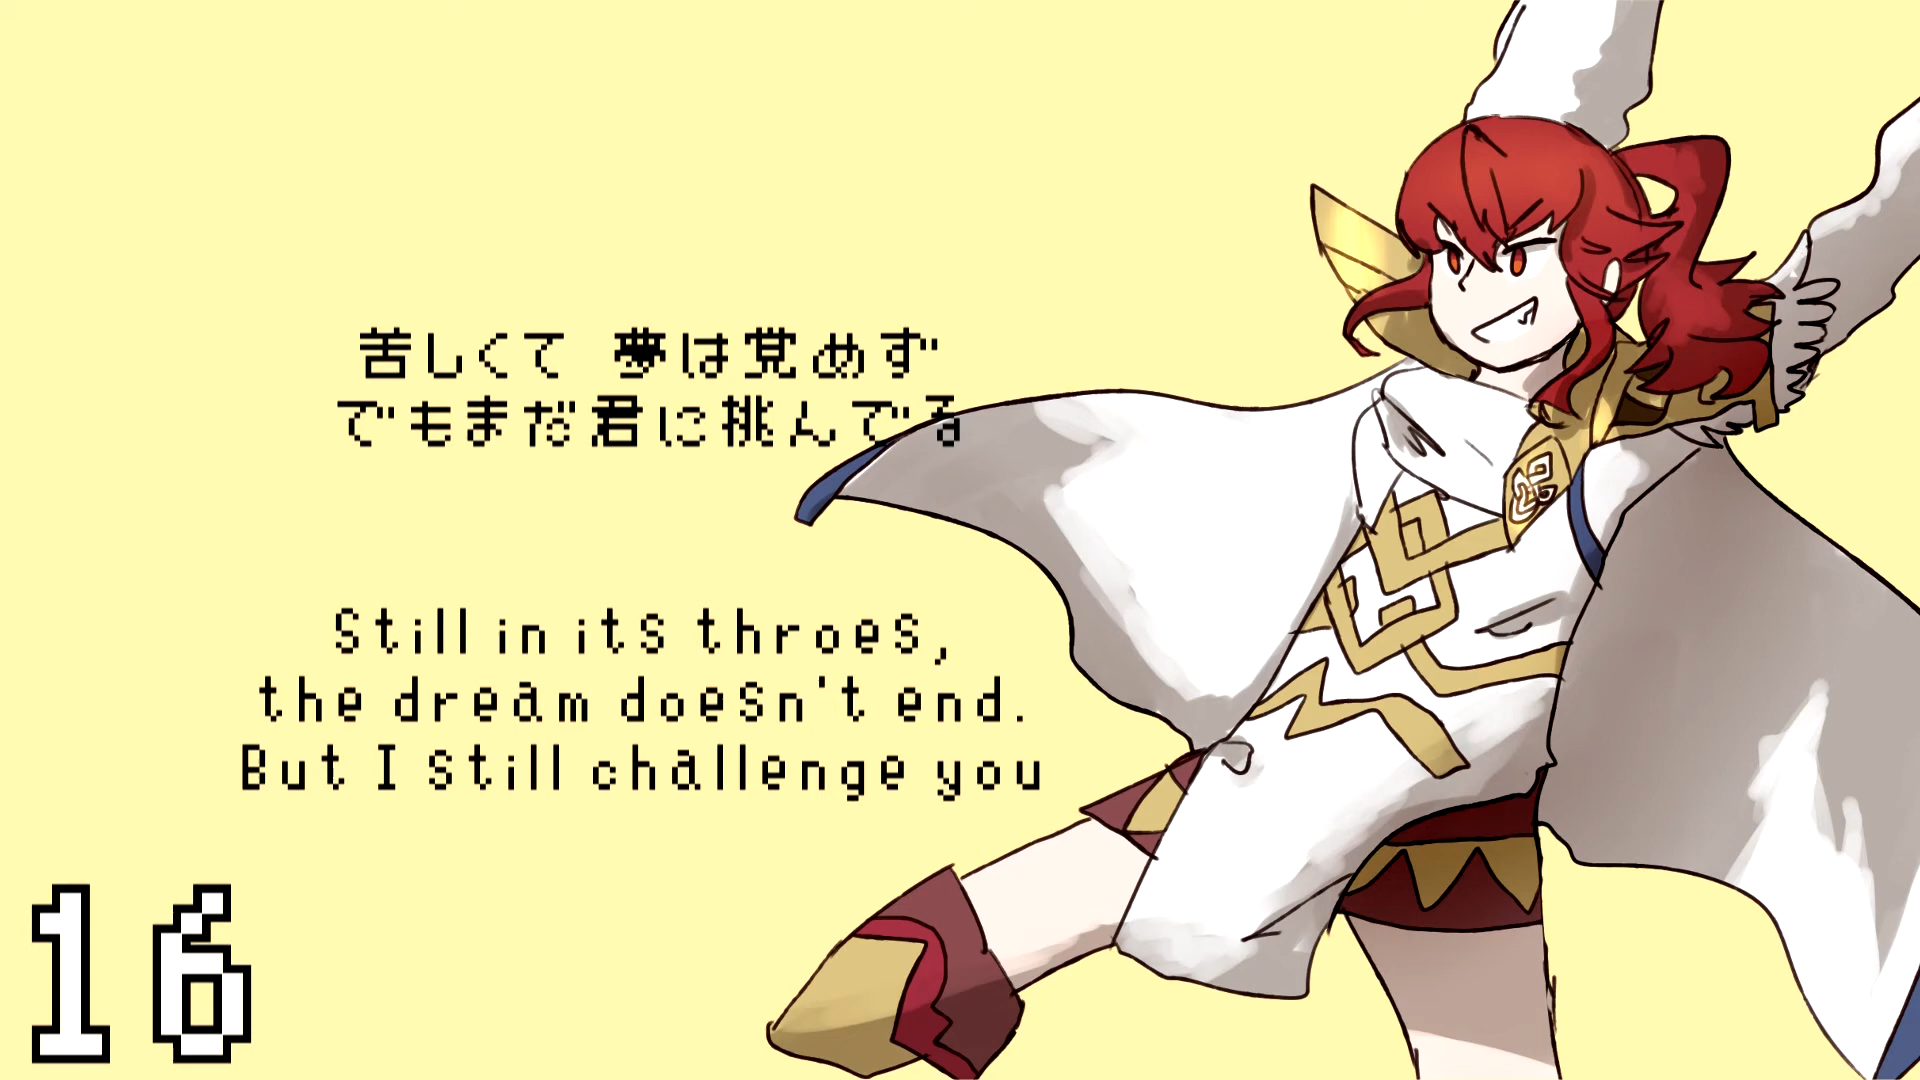 苦しくて 夢は覚めず
でもまだ君に挑んでる
Still in its throes,
the dream doesn't end.
But I still challenge you
16